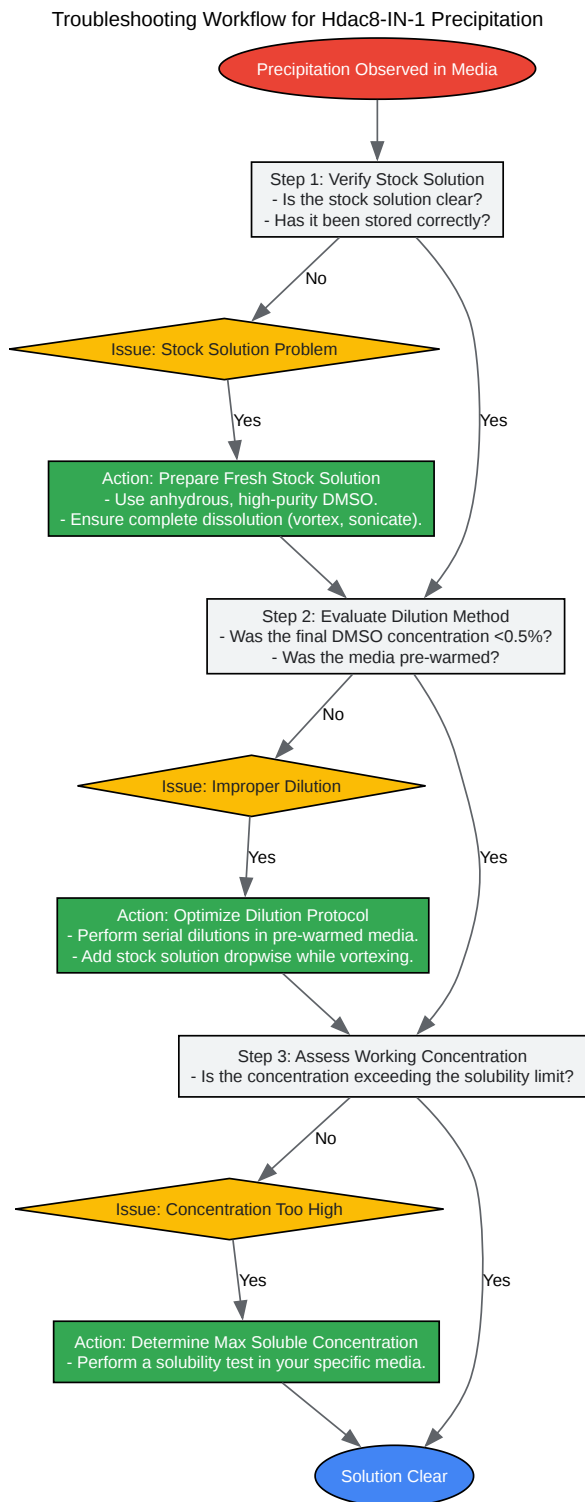 Troubleshooting Workflow for Hdac8-IN-1 Precipitation
Precipitation Observed in Media
Step 1: Verify Stock Solution
- Is the stock solution clear?
- Has it been stored correctly?
No
Issue: Stock Solution Problem
Yes
Yes
Action: Prepare Fresh Stock Solution
- Use anhydrous, high-purity DMSO.
- Ensure complete dissolution (vortex, sonicate).
Step 2: Evaluate Dilution Method
- Was the final DMSO concentration <0.5%?
- Was the media pre-warmed?
No
Issue: Improper Dilution
Yes
Yes
Action: Optimize Dilution Protocol
- Perform serial dilutions in pre-warmed media.
- Add stock solution dropwise while vortexing.
Step 3: Assess Working Concentration
- Is the concentration exceeding the solubility limit?
No
Issue: Concentration Too High
Yes
Yes
Action: Determine Max Soluble Concentration
- Perform a solubility test in your specific media.
Solution Clear